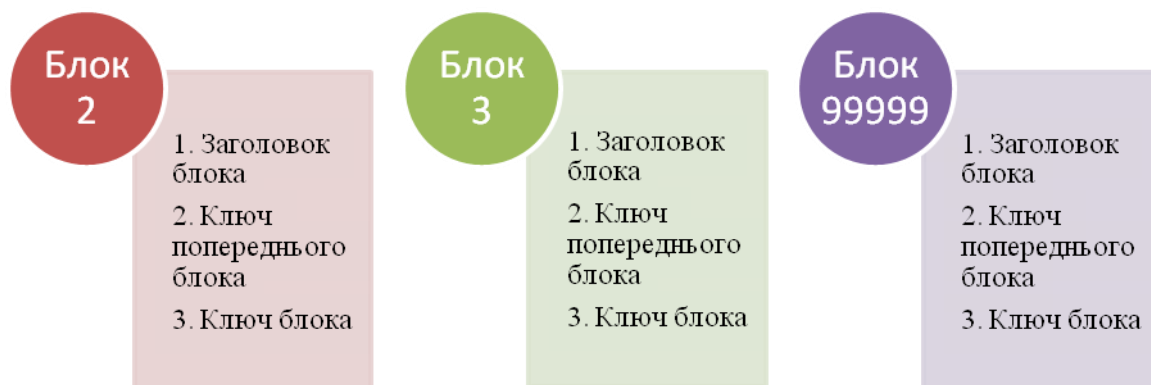 Блок
2
1. Заголовок
блока
2. Ключ
попереднього
блока
3. Ключ блока
Блок
3
1. Заголовок
блока
2. Ключ
попереднього
блока
3. Ключ блока
Блок
99999
1. Заголовок
блока
2. Ключ
попереднього
блока
3. Ключ блока